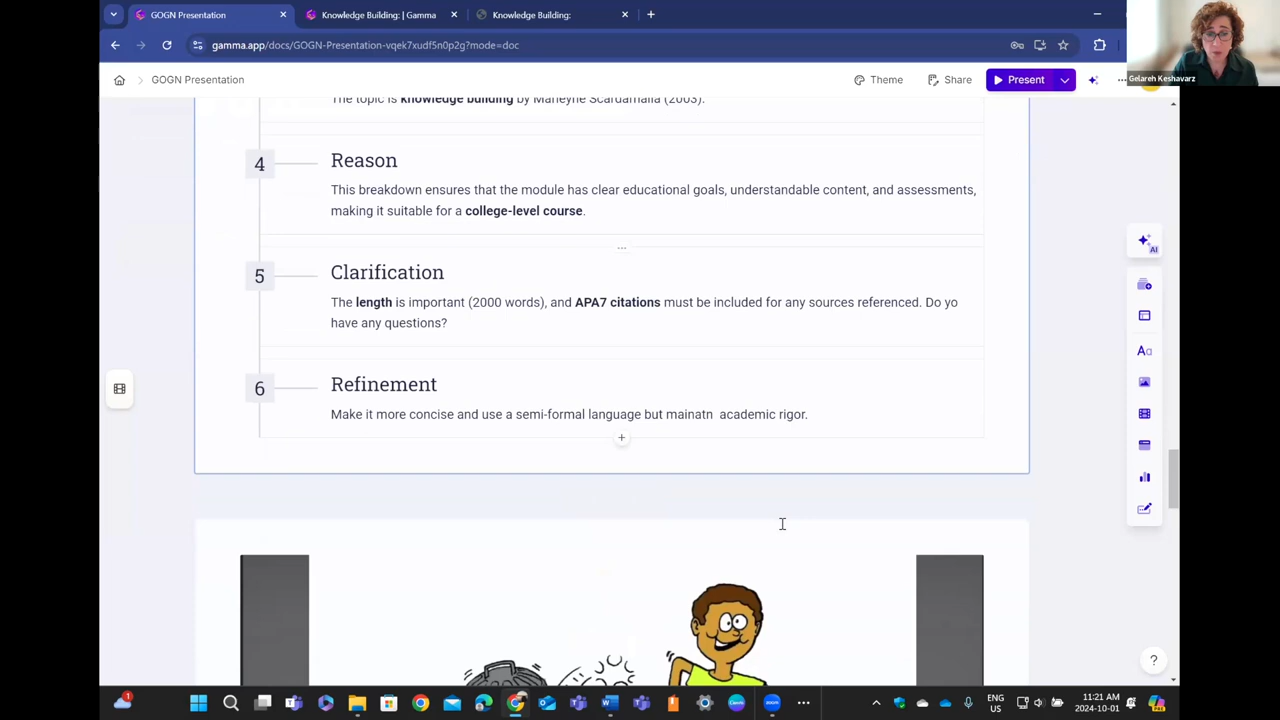 GOGN Presentation
Knowledge Building: | Gamma
Knowledge Building:
gamma.app/docs/GOGN-Presentation-vqek7xudf5n0p2g?mode=doc
Gelareh Keshavarz
GOGN Presentation
Theme
Share
Present
The topic is knowledge building by Marleyne Scardamalia (2003).
4
Reason
This breakdown ensures that the module has clear educational goals, understandable content, and assessments,
making it suitable for a college-level course.
AI
5
Clarification
The length is important (2000 words), and APA7 citations must be included for any sources referenced. Do yo
have any questions?
Aa
6
Refinement
Make it more concise and use a semi-formal language but mainatn academic rigor.
?
1
ENG
US
11:21 AM
2024-10-01